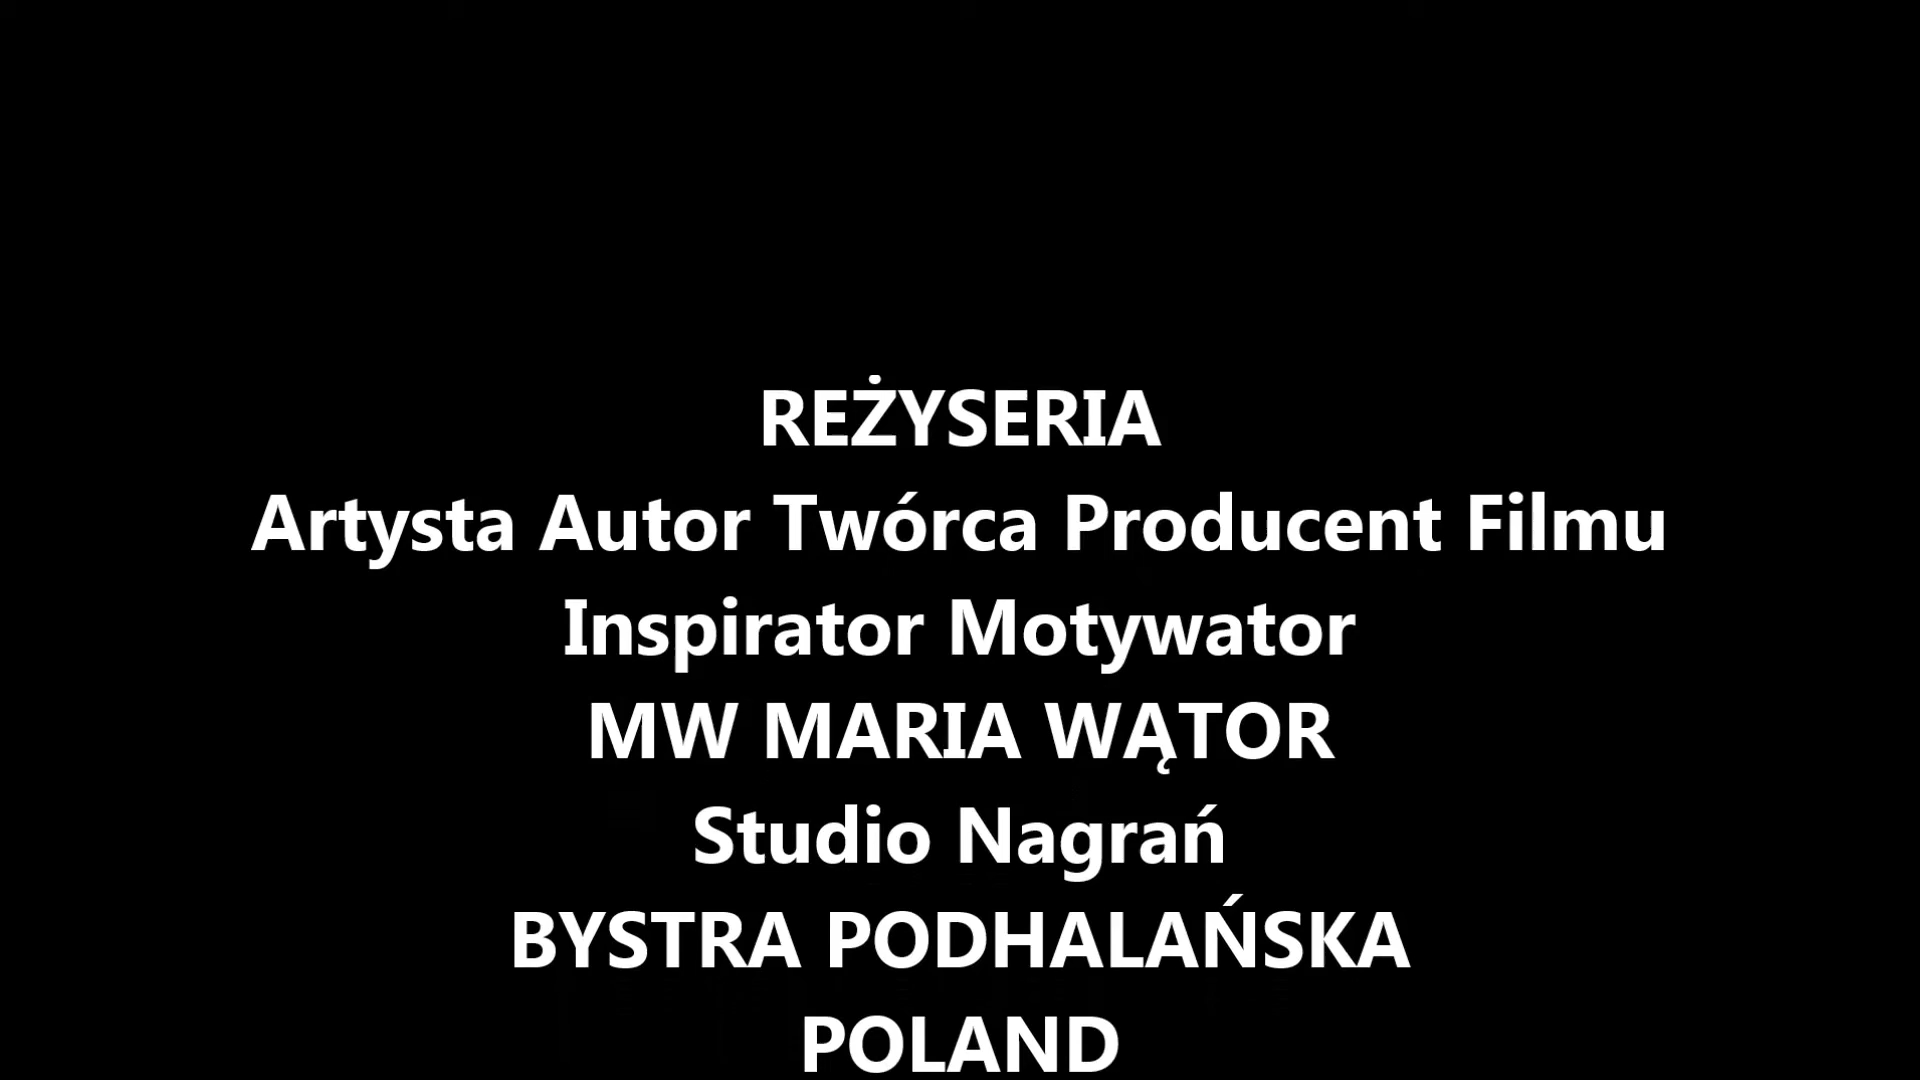 REŻYSERIA
Artysta Autor Twórca Producent Filmu
Inspirator Motywator
MW MARIA WĄTOR
Studio Nagrań
BYSTRA PODHALAŃSKA
POLAND